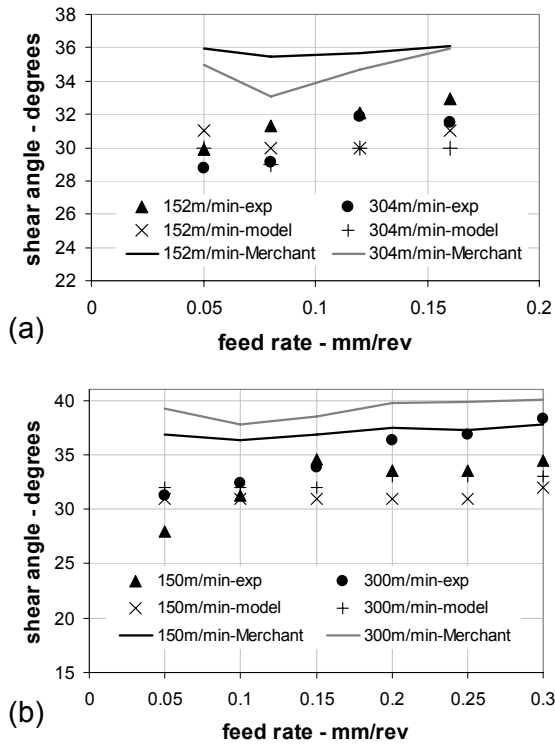 38
36
34
32
30
28
26
24
22
shear angle - degrees
152m/min-exp 304m/min-exp
152m/min-model 304m/min-model
152m/min-Merchant 304m/min-Merchant
0 0.05 0.1 0.15 0.2
(a)
feed rate - mm/rev
40
35
30
25
20
15
shear angle - degrees
150m/min-exp 300m/min-exp
150m/min-model 300m/min-model
150m/min-Merchant 300m/min-Merchant
0 0.05 0.1 0.15 0.2 0.25 0.3
(b)
feed rate - mm/rev